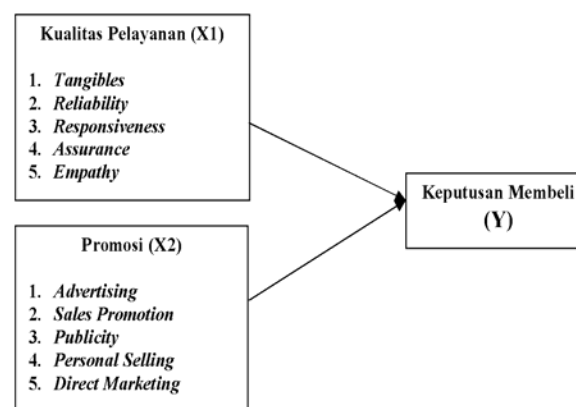 Kualitas Pelayanan (X1)
1. Tangibles
2. Reliability
3. Responsiveness
4. Assurance
5. Empathy
Promosi (X2)
1. Advertising
2. Sales Promotion
3. Publicity
4. Personal Selling
5. Direct Marketing
Keputusan Membeli
(Y)